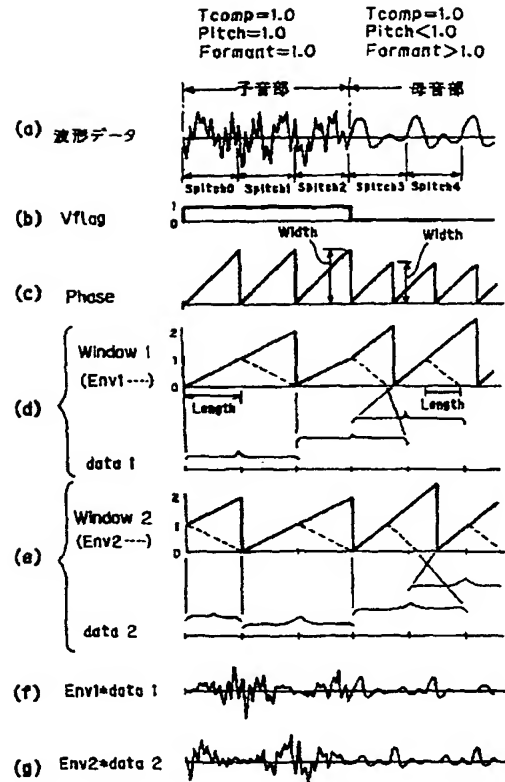 Tcomp=1.0 Tcomp=1.0
Pitch=1.0 Pitch<1.0
Formant=1.0 Formant>1.0
子音部 母音部
(a) 波形データ
Spitch0 Spitch1 Spitch2 Spitch3 Spitch4
(b) Vflag
1
0
Width Width
(c) Phase
2
Window 1
(Env1----)
1
0
(d)
Length Length
data 1
2
Window 2
(Env2----)
1
0
(e)
data 2
(f) Env1*data 1
(g) Env2*data 2